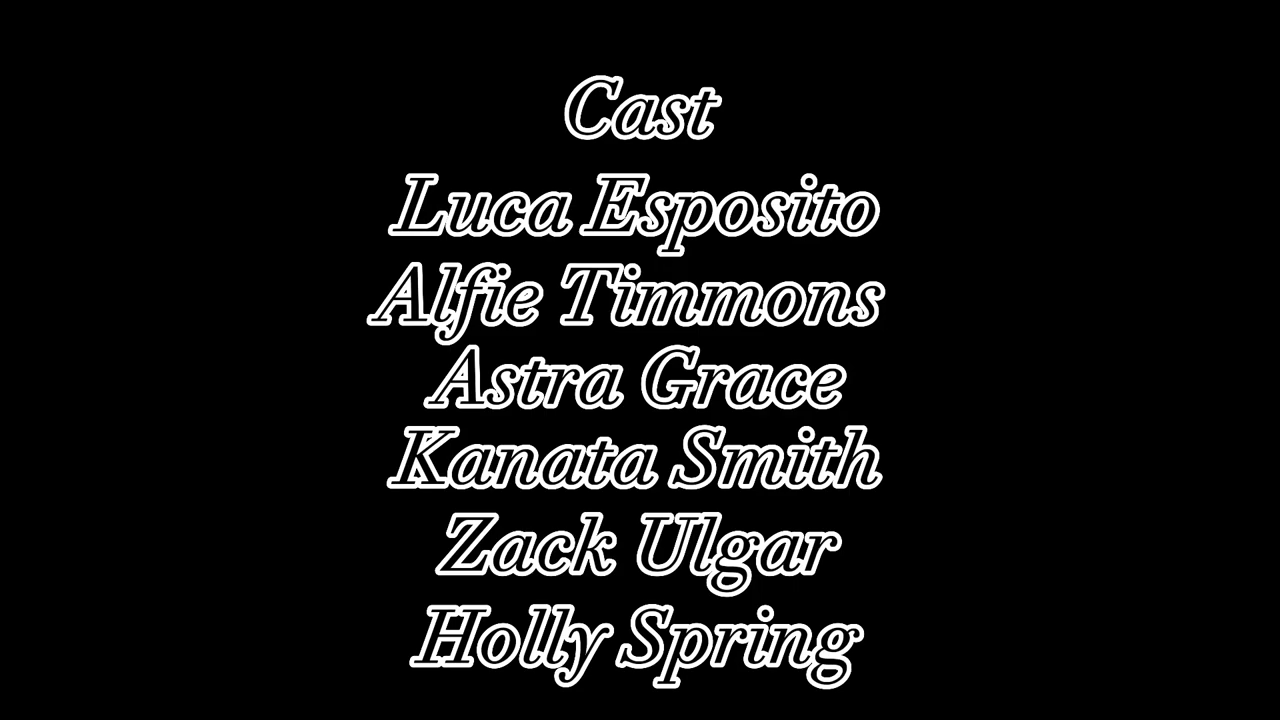 Cast
Luca Esposito
Alfie Timmons
Astra Grace
Kanata Smith
Zack Ulgar
Holly Spring